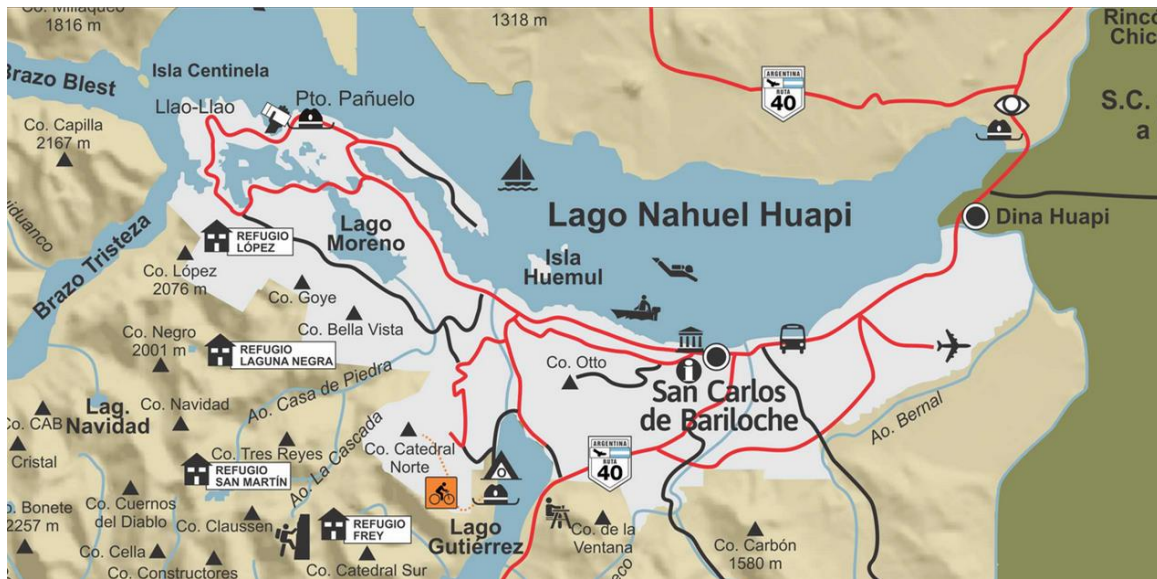 Co. Millaqueo
1816 m
1318 m
Rinco
Chic
Brazo Blest
Isla Centinela
Llao-Llao
Pto. Pañuelo
ARGENTINA
RUTA
40
S.C.
a
Co. Capilla
2167 m
Lago Nahuel Huapi
Dina Huapi
REFUGIO
LÓPEZ
Lago
Moreno
Isla
Huemul
Brazo Tristeza
Co. López
2076 m
Co. Goye
Co. Bella Vista
Co. Negro
2001 m
REFUGIO
LAGUNA NEGRA
Co. Otto
i
San Carlos
de Bariloche
Ao. Casa de Piedra
Ao. Bernal
Co. CAB
Lag.
Navidad
Co. Navidad
Cristal
Co. Tres Reyes
Ao. La Cascada
Co. Catedral
Norte
ARGENTINA
RUTA
40
REFUGIO
SAN MARTÍN
o. Bonete
2257 m
Co. Cuernos
del Diablo
Co. Claussen
REFUGIO
FREY
Lago
Gutiérrez
Co. de la
Ventana
Co. Carbón
1580 m
Co. Cella
Co. Constructores
Co. Catedral Sur
eco